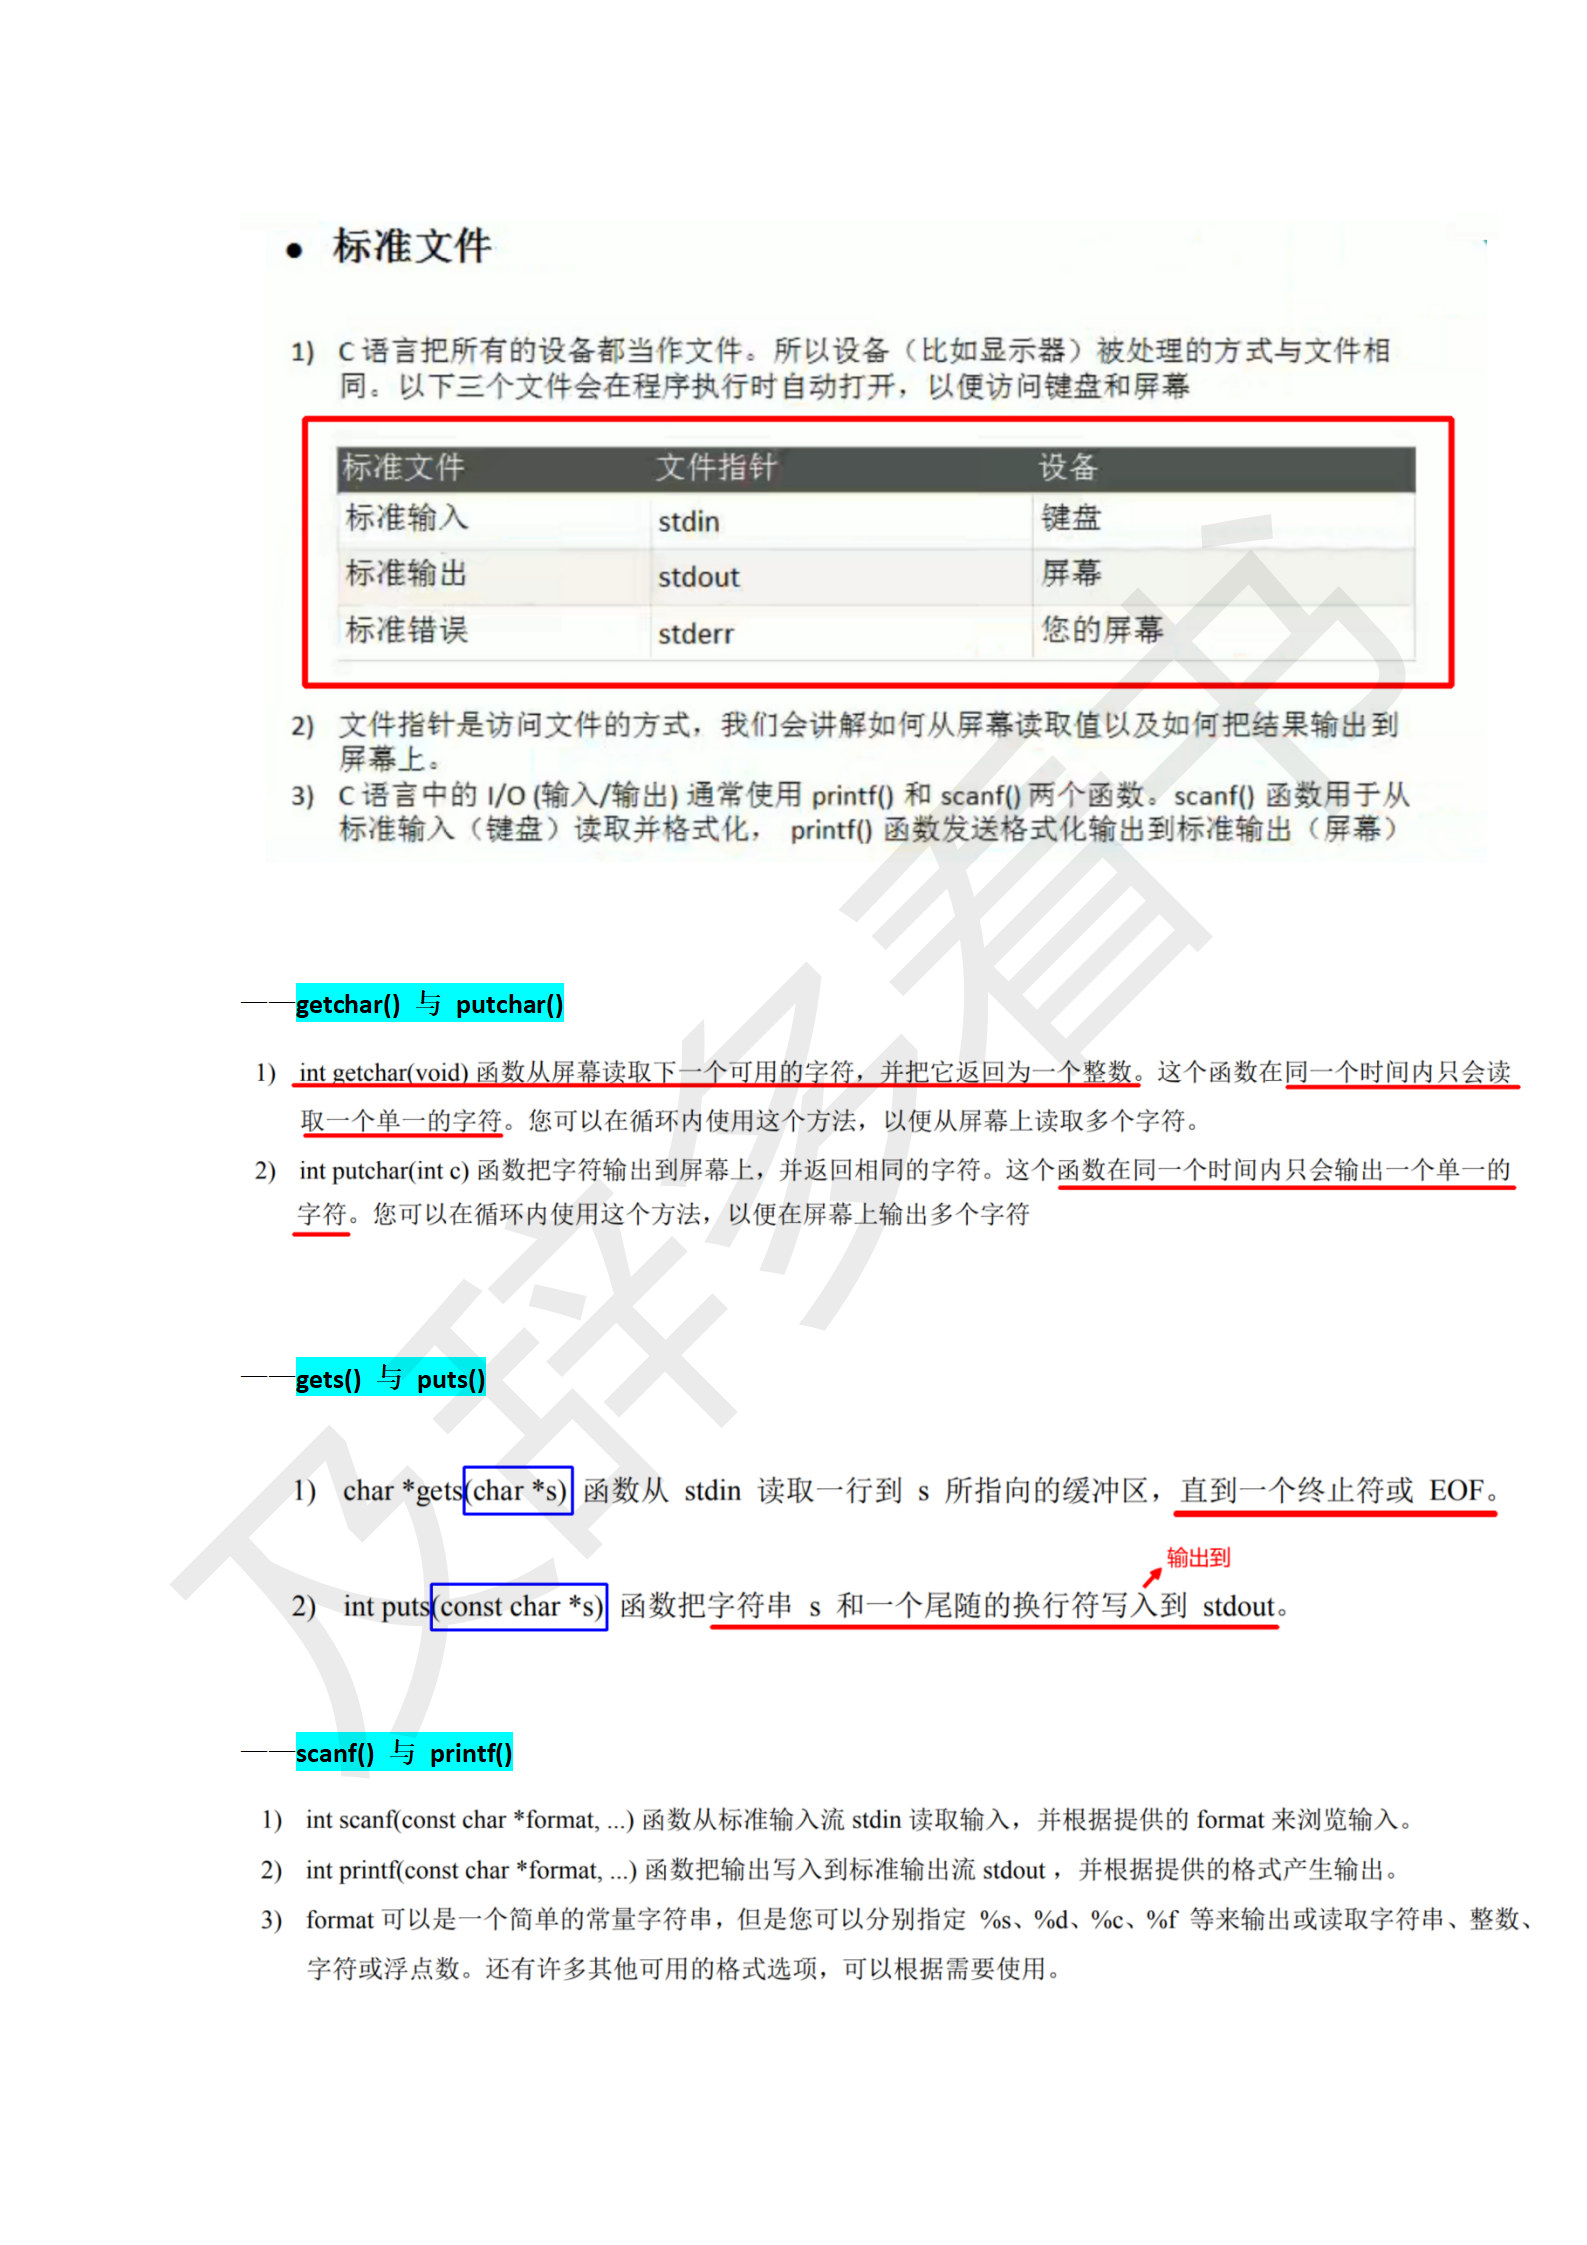 ● 标准文件
1) C 语言把所有的设备都当作文件。所以设备（比如显示器）被处理的方式与文件相
同。以下三个文件会在程序执行时自动打开，以便访问键盘和屏幕
标准文件 文件指针 设备
标准输入 stdin 键盘
标准输出 stdout 屏幕
标准错误 stderr 您的屏幕
2) 文件指针是访问文件的方式，我们会讲解如何从屏幕读取值以及如何把结果输出到
屏幕上。
3) C 语言中的 I/O (输入/输出) 通常使用 printf() 和 scanf() 两个函数。scanf() 函数用于从
标准输入（键盘）读取并格式化， printf() 函数发送格式化输出到标准输出（屏幕）
——getchar() 与 putchar()
1) int getchar(void) 函数从屏幕读取下一个可用的字符，并把它返回为一个整数。这个函数在同一个时间内只会读
取一个单一的字符。您可以在循环内使用这个方法，以便从屏幕上读取多个字符。
2) int putchar(int c) 函数把字符输出到屏幕上，并返回相同的字符。这个函数在同一个时间内只会输出一个单一的
字符。您可以在循环内使用这个方法，以便在屏幕上输出多个字符
——gets() 与 puts()
1) char *gets(char *s) 函数从 stdin 读取一行到 s 所指向的缓冲区，直到一个终止符或 EOF。
输出到
2) int puts(const char *s) 函数把字符串 s 和一个尾随的换行符写入到 stdout。
——scanf() 与 printf()
1) int scanf(const char *format, ...) 函数从标准输入流 stdin 读取输入，并根据提供的 format 来浏览输入。
2) int printf(const char *format, ...) 函数把输出写入到标准输出流 stdout ，并根据提供的格式产生输出。
3) format 可以是一个简单的常量字符串，但是您可以分别指定 %s、%d、%c、%f 等来输出或读取字符串、整数、
字符或浮点数。还有许多其他可用的格式选项，可以根据需要使用。
及辞多看书